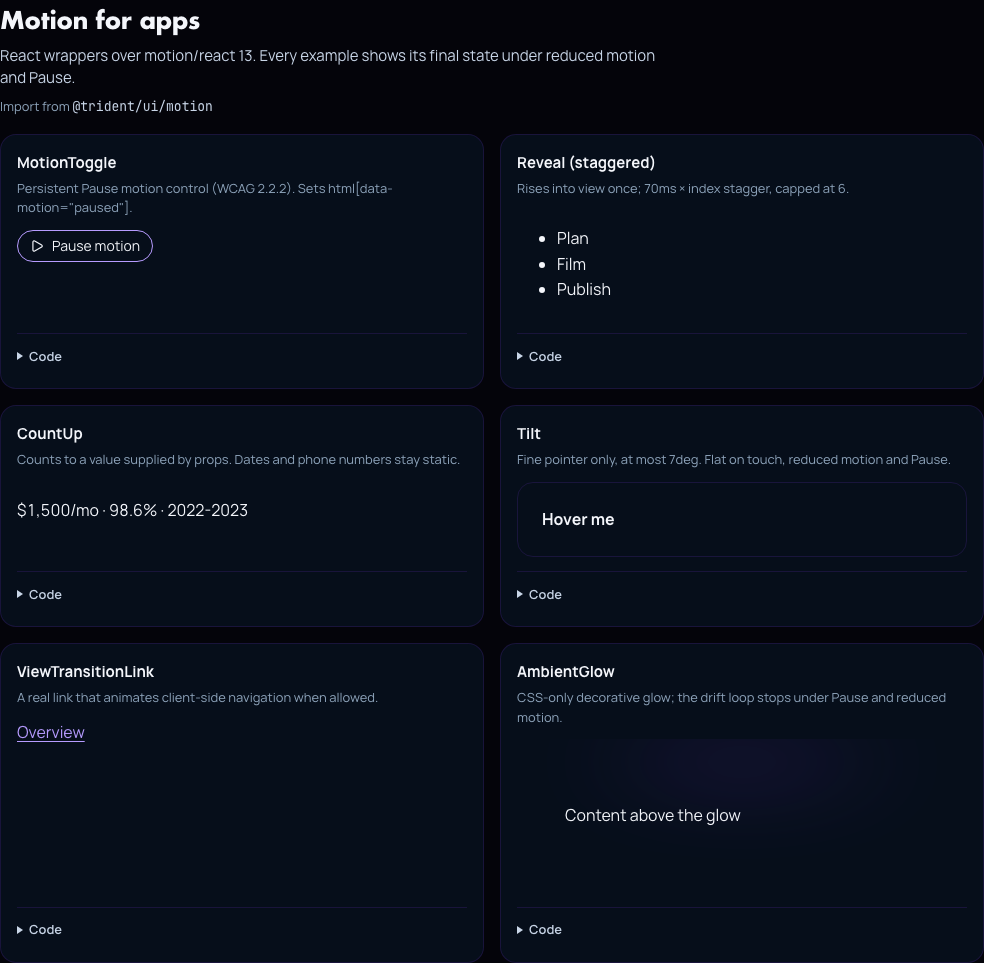 Motion for apps
React wrappers over motion/react 13. Every example shows its final state under reduced motion
and Pause.
Import from @trident/ui/motion
MotionToggle
Persistent Pause motion control (WCAG 2.2.2). Sets html[data-
motion="paused"].
Pause motion
Code
Reveal (staggered)
Rises into view once; 70ms × index stagger, capped at 6.
• Plan
• Film
• Publish
Code
CountUp
Counts to a value supplied by props. Dates and phone numbers stay static.
$1,500/mo · 98.6% · 2022-2023
Code
Tilt
Fine pointer only, at most 7deg. Flat on touch, reduced motion and Pause.
Hover me
Code
ViewTransitionLink
A real link that animates client-side navigation when allowed.
Overview
Code
AmbientGlow
CSS-only decorative glow; the drift loop stops under Pause and reduced
motion.
Content above the glow
Code